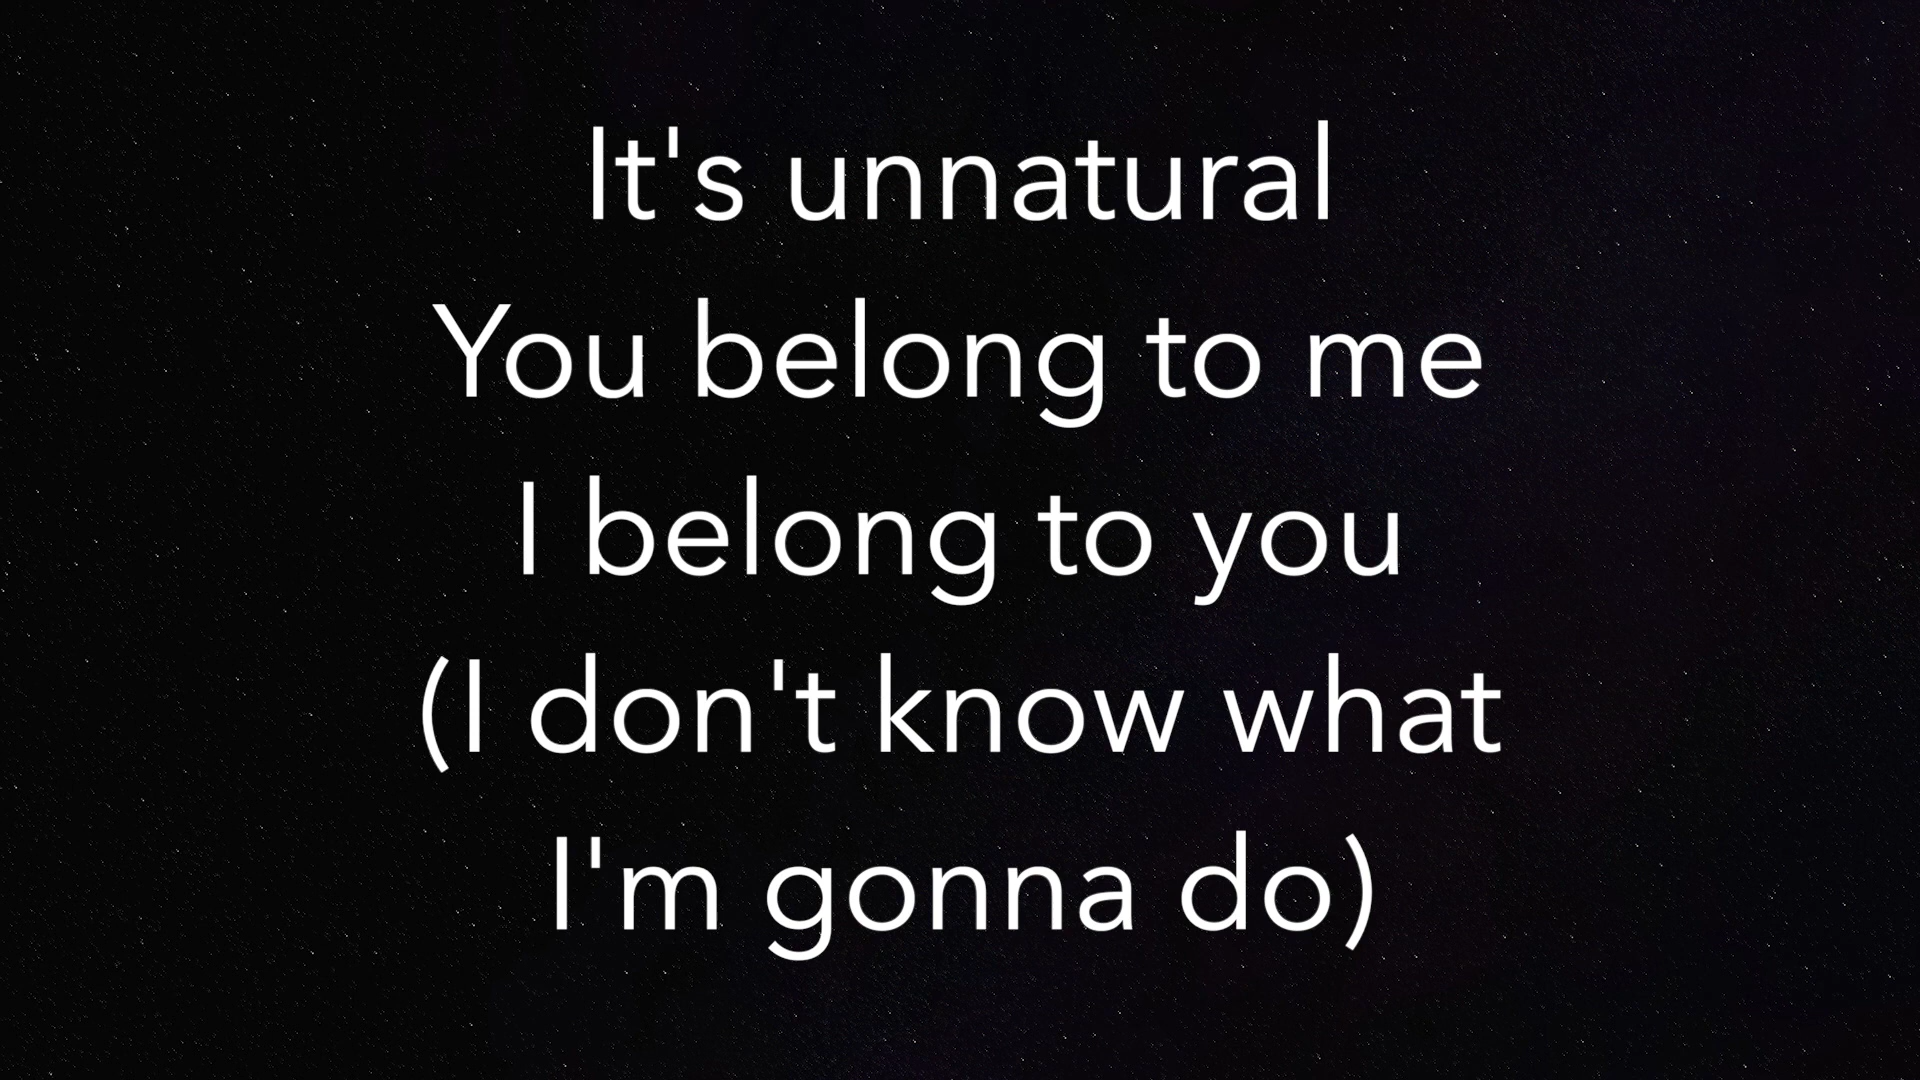 It's unnatural
You belong to me
I belong to you
(I don't know what
I'm gonna do)